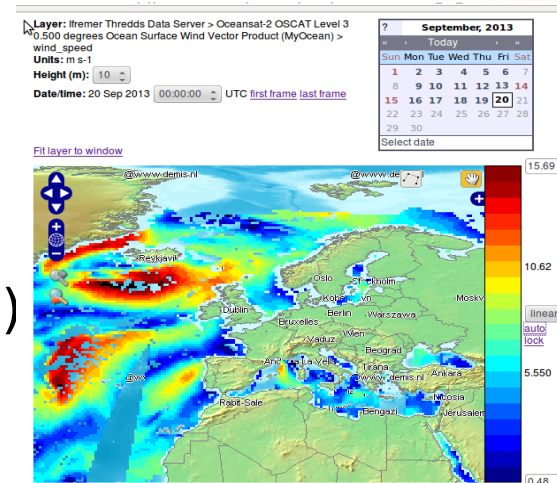 Layer: Ifremer Thredds Data Server > Oceansat-2 OSCAT Level 3
0.500 degrees Ocean Surface Wind Vector Product (MyOcean) >
wind_speed
Units: m s-1
Height (m): 10
Date/time: 20 Sep 2013 00:00:00 UTC first frame last frame
Fit layer to window
? September, 2013
« ‹ Today › »
Sun Mon Tue Wed Thu Fri Sat
1 2 3 4 5 6 7
8 9 10 11 12 13 14
15 16 17 18 19 20 21
22 23 24 25 26 27 28
29 30
Select date
@www.demis.nl
@www.de
Reykjavik
Oslo
Dublin
Berlin
Warszawa
Moskv
Bruxelles
Wien
Vaduz
Beograd
La Vella
Tirana
Ankara
demis.nl
Nicosia
Rabit-Sale
Bengazi
Jerusalem
15.69
10.62
linear
auto
lock
5.550
0.48
)